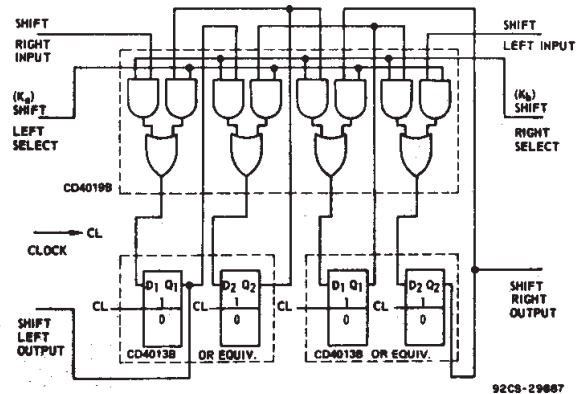 SHIFT
RIGHT
INPUT
SHIFT
LEFT INPUT
(Ka)
SHIFT
LEFT
SELECT
(Kb)
SHIFT
RIGHT
SELECT
CD4019B
CL
CLOCK
D1 Q1
1
0
D2 Q2
1
0
D1 Q1
1
0
D2 Q2
1
0
CL
CL
CL
CL
SHIFT
LEFT
OUTPUT
SHIFT
RIGHT
OUTPUT
CD4013B OR EQUIV.
CD4013B OR EQUIV.
92CS-29887